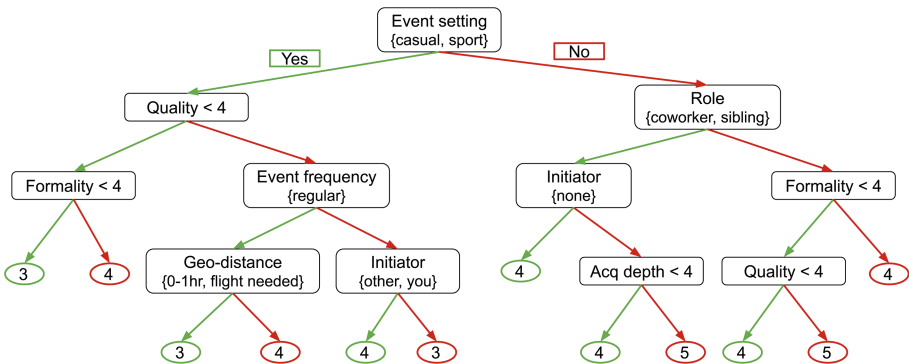 Event setting
{casual, sport}
Yes
No
Quality < 4
Role
{coworker, sibling}
Formality < 4
Event frequency
{regular}
Initiator
{none}
Formality < 4
3
4
Geo-distance
{0-1hr, flight needed}
Initiator
{other, you}
4
Acq depth < 4
Quality < 4
4
3
4
4
3
4
5
4
5